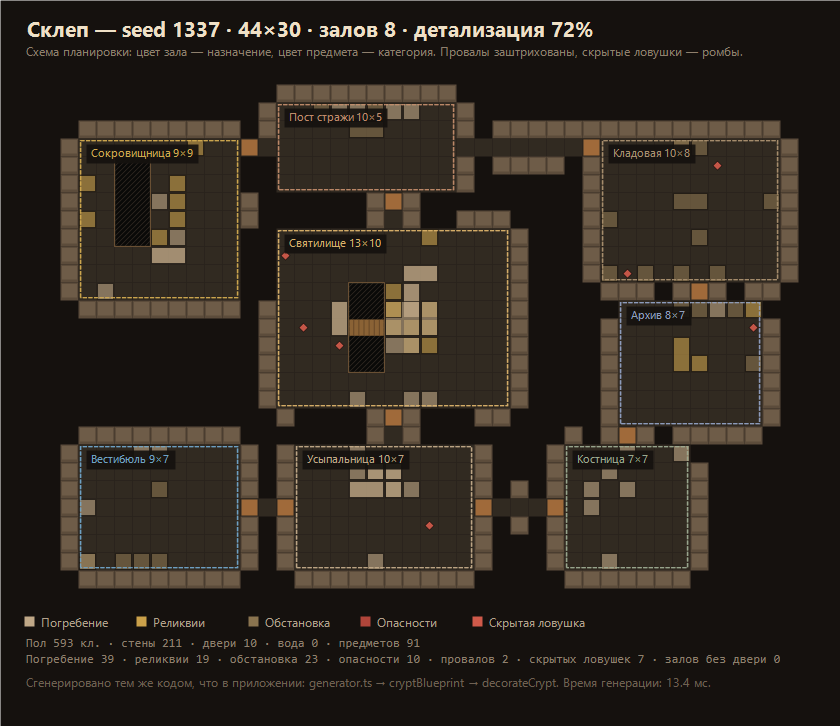 Склеп — seed 1337 · 44×30 · залов 8 · детализация 72%
Схема планировки: цвет зала — назначение, цвет предмета — категория. Провалы заштрихованы, скрытые ловушки — ромбы.
Пост стражи 10×5
Сокровищница 9×9
Кладовая 10×8
Святилище 13×10
Архив 8×7
Вестибюль 9×7
Усыпальница 10×7
Костница 7×7
Погребение
Реликвии
Обстановка
Опасности
Скрытая ловушка
Пол 593 кл. · стены 211 · двери 10 · вода 0 · предметов 91
Погребение 39 · реликвии 19 · обстановка 23 · опасности 10 · провалов 2 · скрытых ловушек 7 · залов без двери 0
Сгенерировано тем же кодом, что в приложении: generator.ts → cryptBlueprint → decorateCrypt. Время генерации: 13.4 мс.